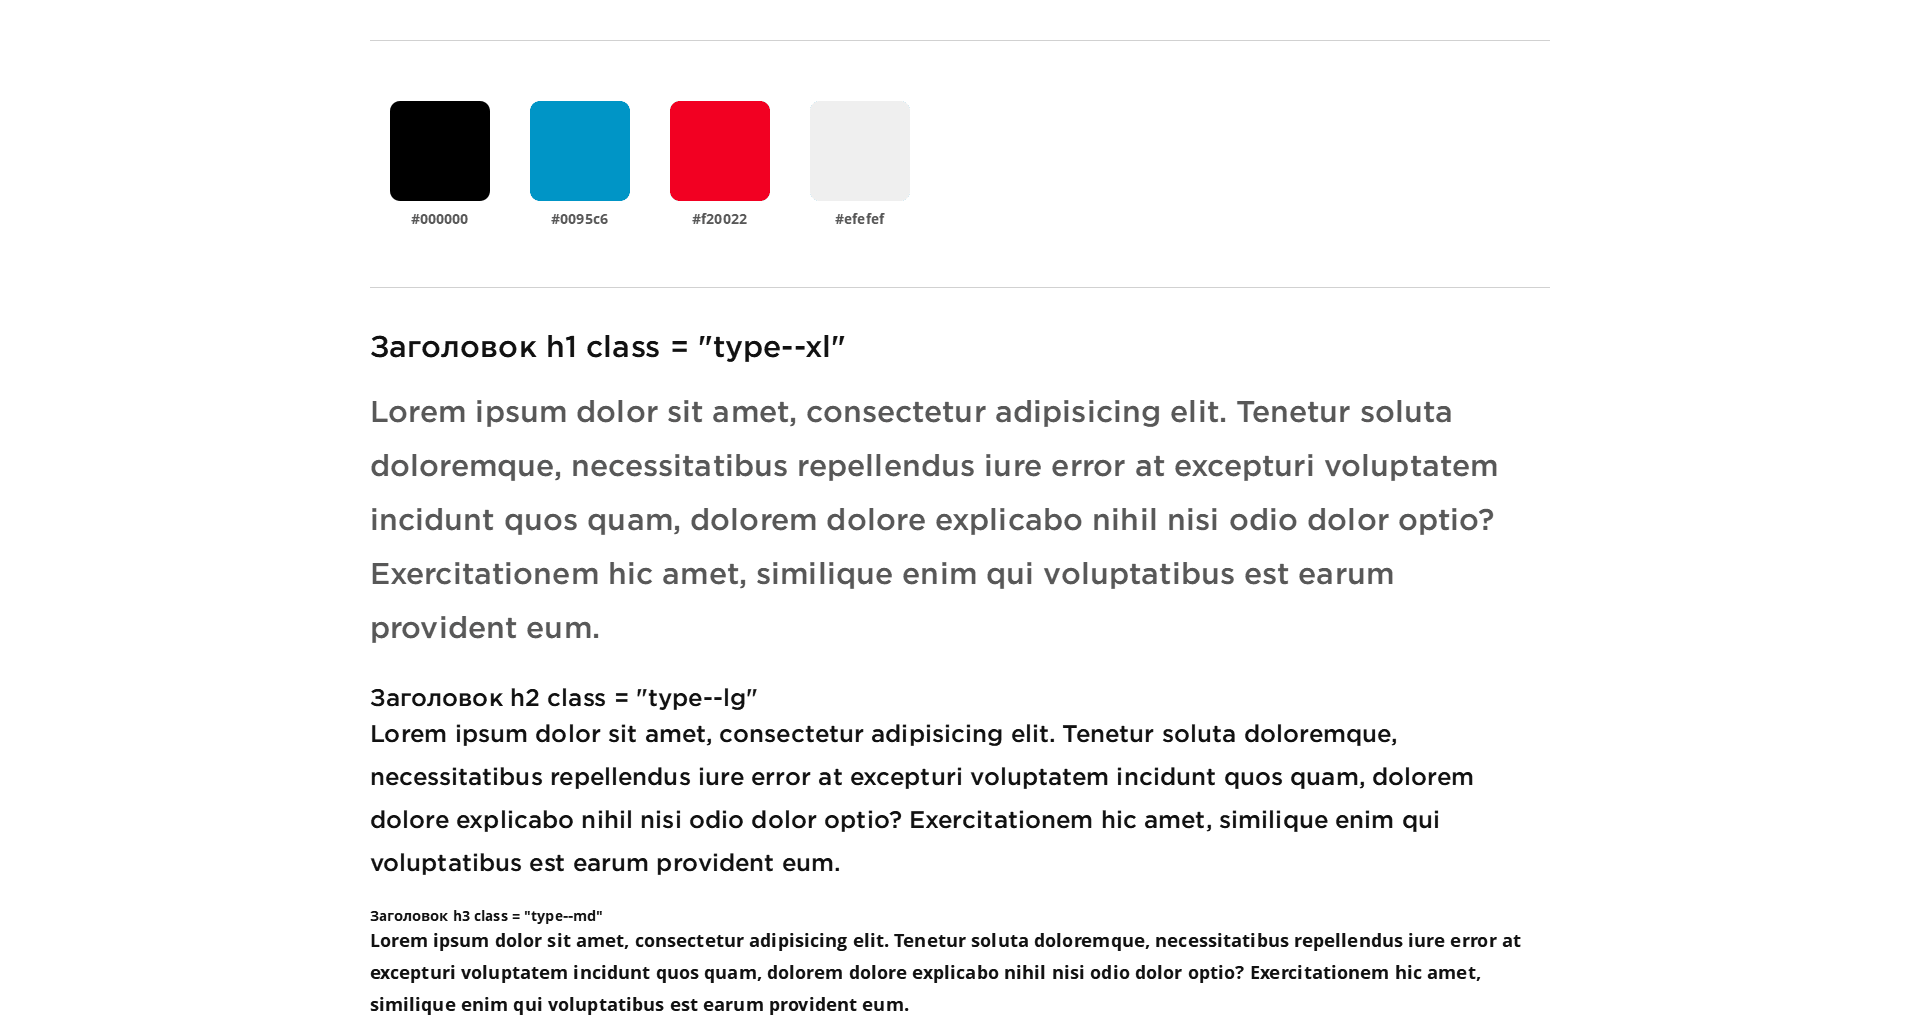 #000000 #0095c6 #f20022 #efefef
Заголовок h1 class = "type--xl"
Lorem ipsum dolor sit amet, consectetur adipisicing elit. Tenetur soluta
doloremque, necessitatibus repellendus iure error at excepturi voluptatem
incidunt quos quam, dolorem dolore explicabo nihil nisi odio dolor optio?
Exercitationem hic amet, similique enim qui voluptatibus est earum
provident eum.
Заголовок h2 class = "type--lg"
Lorem ipsum dolor sit amet, consectetur adipisicing elit. Tenetur soluta doloremque,
necessitatibus repellendus iure error at excepturi voluptatem incidunt quos quam, dolorem
dolore explicabo nihil nisi odio dolor optio? Exercitationem hic amet, similique enim qui
voluptatibus est earum provident eum.
Заголовок h3 class = "type--md"
Lorem ipsum dolor sit amet, consectetur adipisicing elit. Tenetur soluta doloremque, necessitatibus repellendus iure error at
excepturi voluptatem incidunt quos quam, dolorem dolore explicabo nihil nisi odio dolor optio? Exercitationem hic amet,
similique enim qui voluptatibus est earum provident eum.